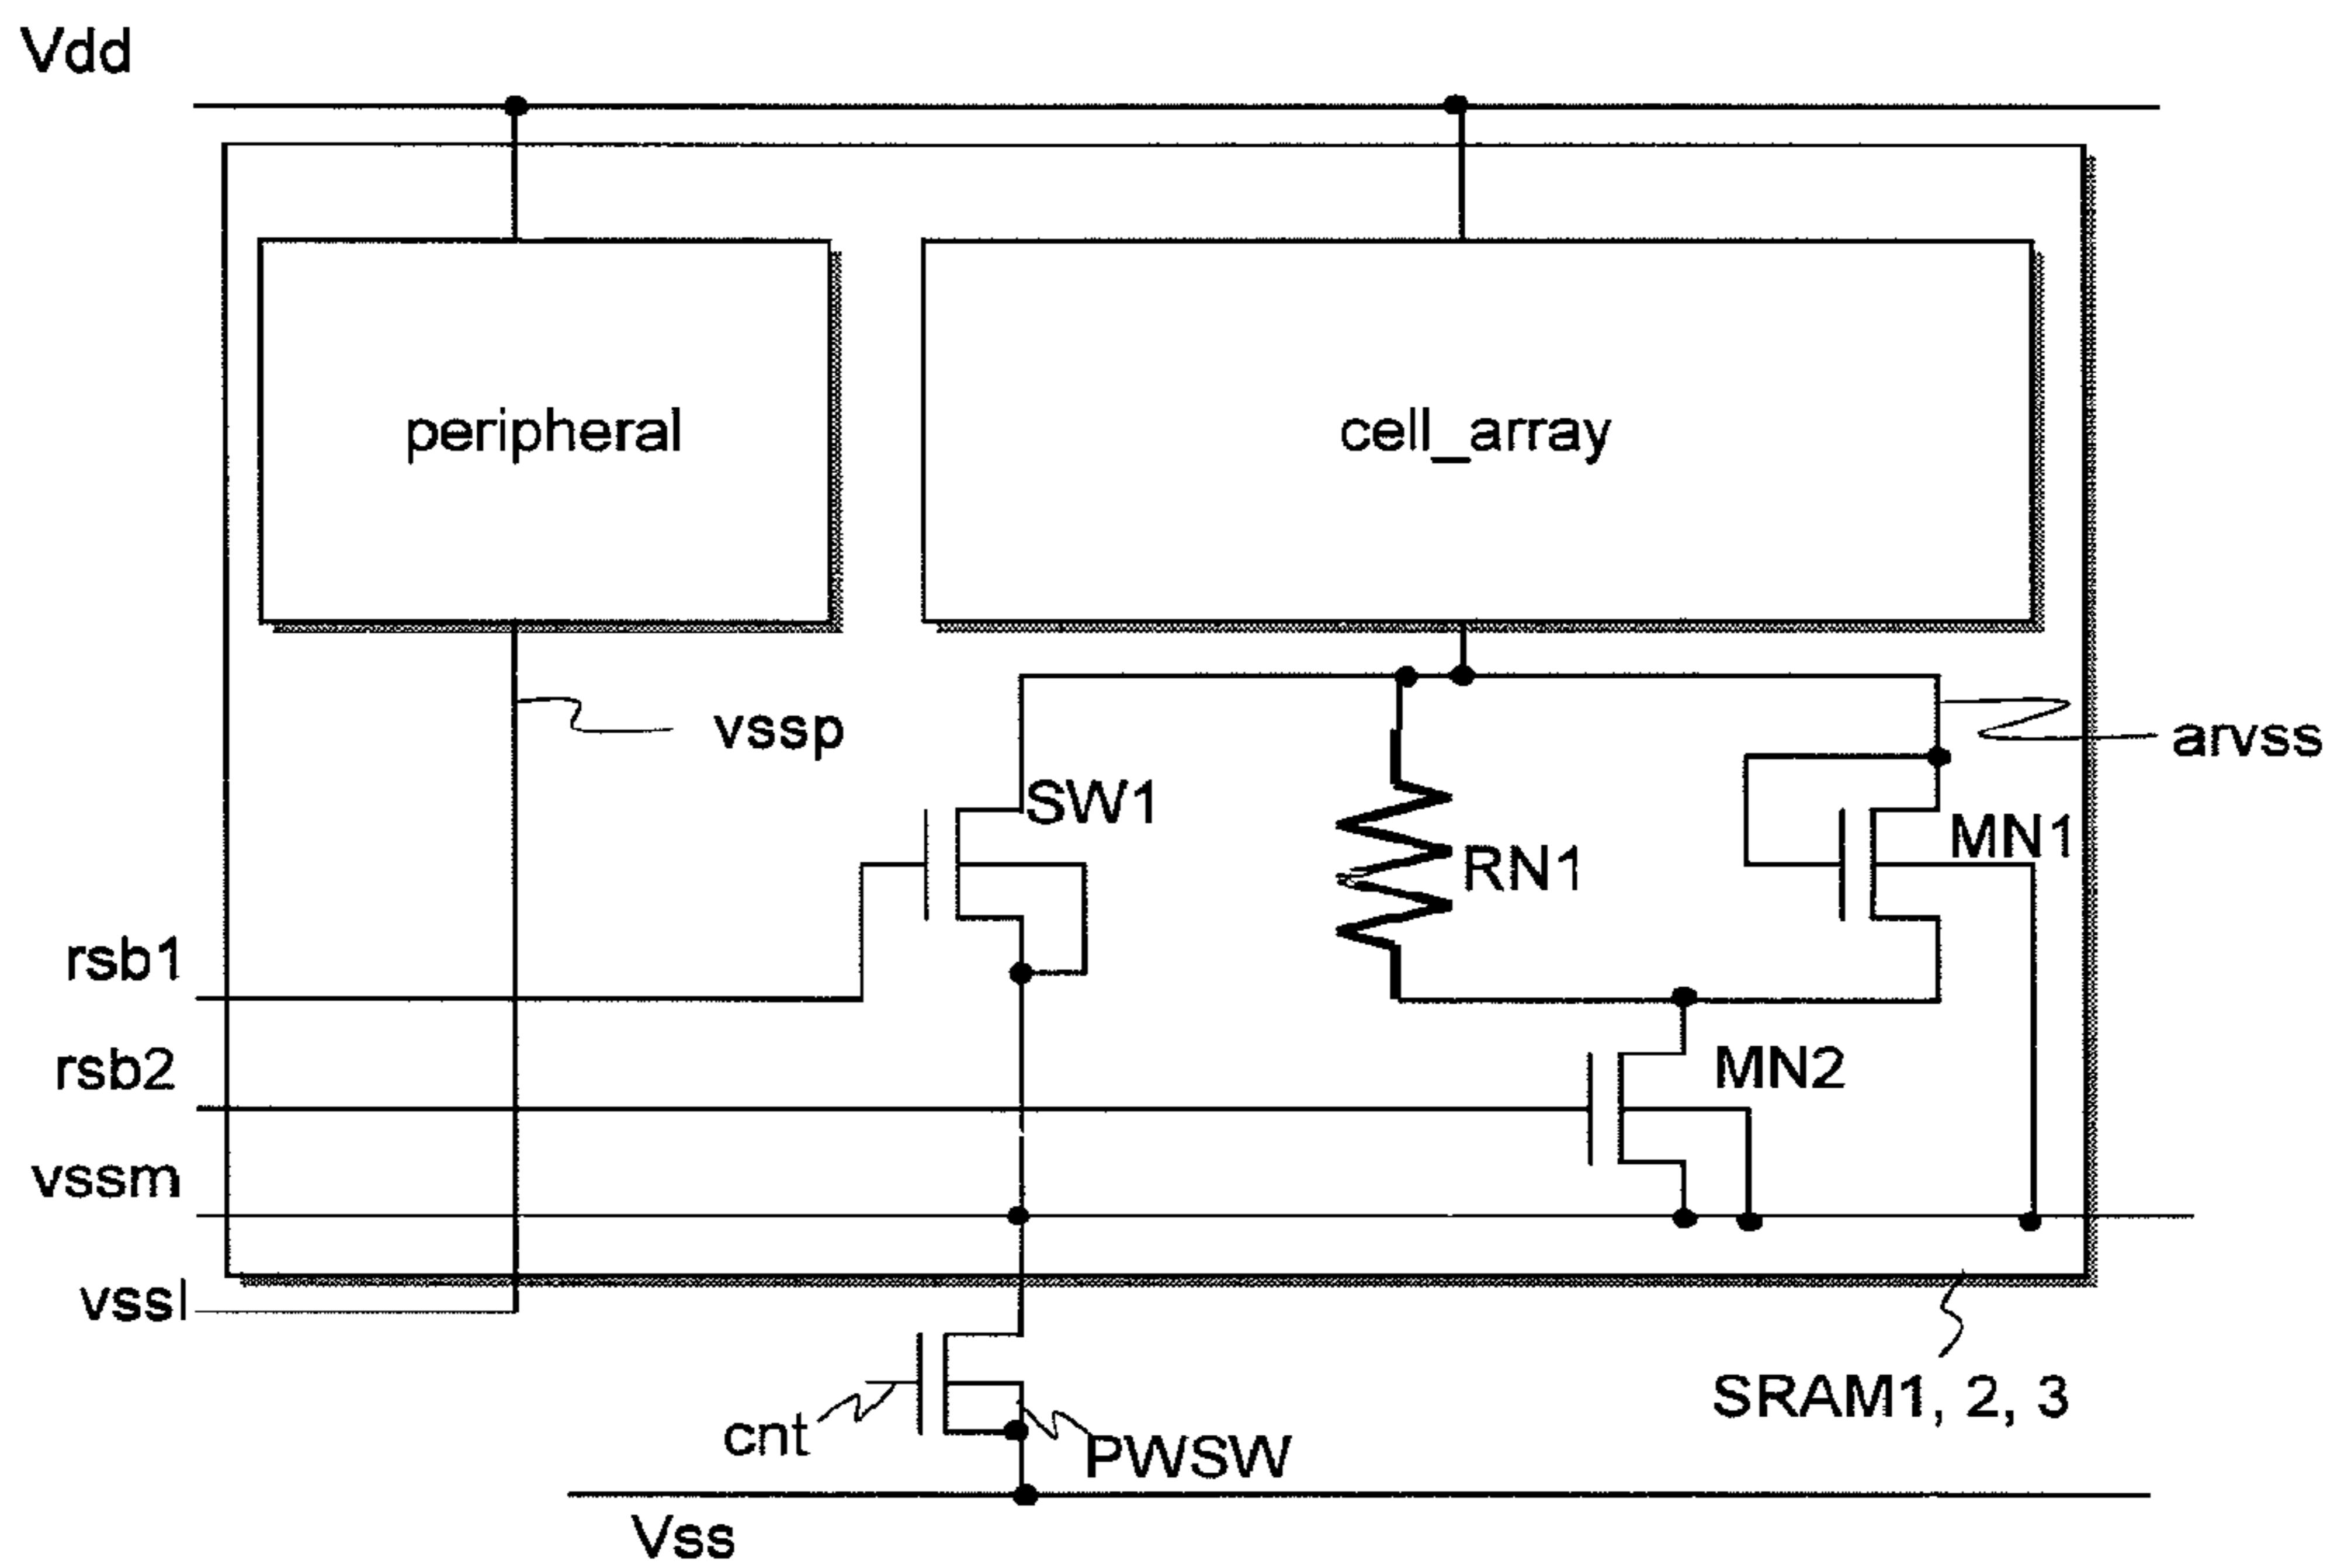 Vdd
peripheral
cell_array
vssp
arvss
SW1
RN1
MN1
rsb1
rsb2
MN2
vssm
vssl
SRAM1, 2, 3
cnt
PWSW
Vss